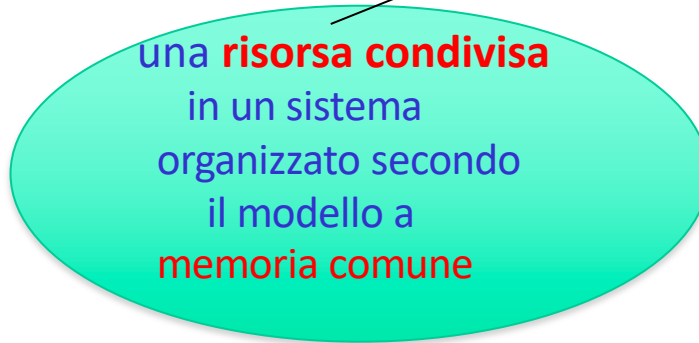 una risorsa condivisa
in un sistema
organizzato secondo
il modello a
memoria comune